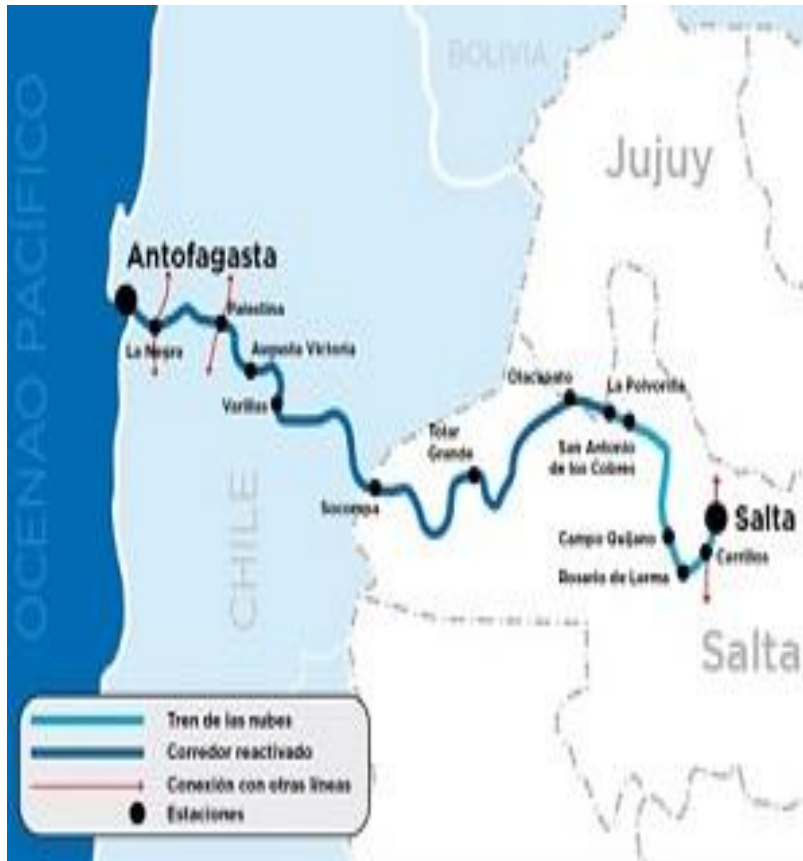 OCENAO PACÍFICO
BOLIVIA
Jujuy
Antofagasta
Palestina
La Negra
Augusta Victoria
Varillas
Olacapato
La Polvorilla
Tolar
Grande
San Antonio
de los Cobres
Socompa
CHILE
Salta
Campo Quijano
Cerrillos
Rosario de Lerma
Salta
Tren de las nubes
Corredor reactivado
Conexión con otras líneas
Estaciones